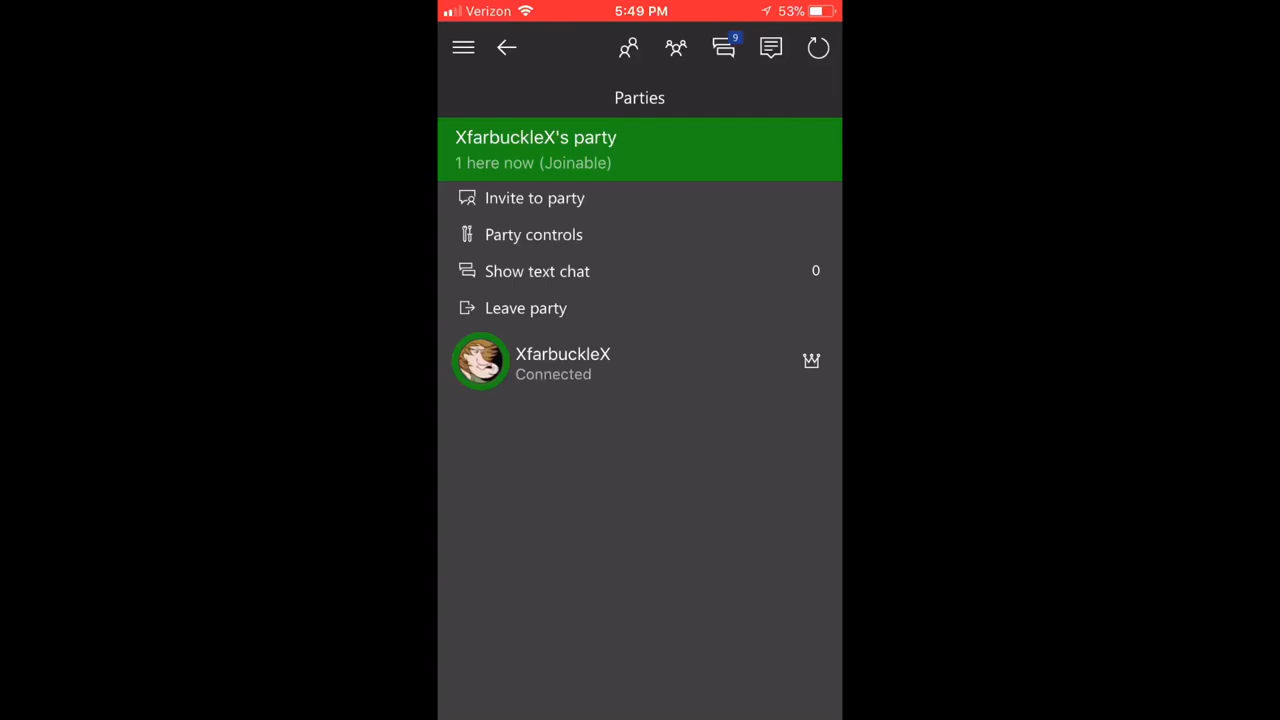 Verizon 5:49 PM 53%
9
Parties
XfarbuckleX's party
1 here now (Joinable)
Invite to party
Party controls
Show text chat 0
Leave party
XfarbuckleX
Connected